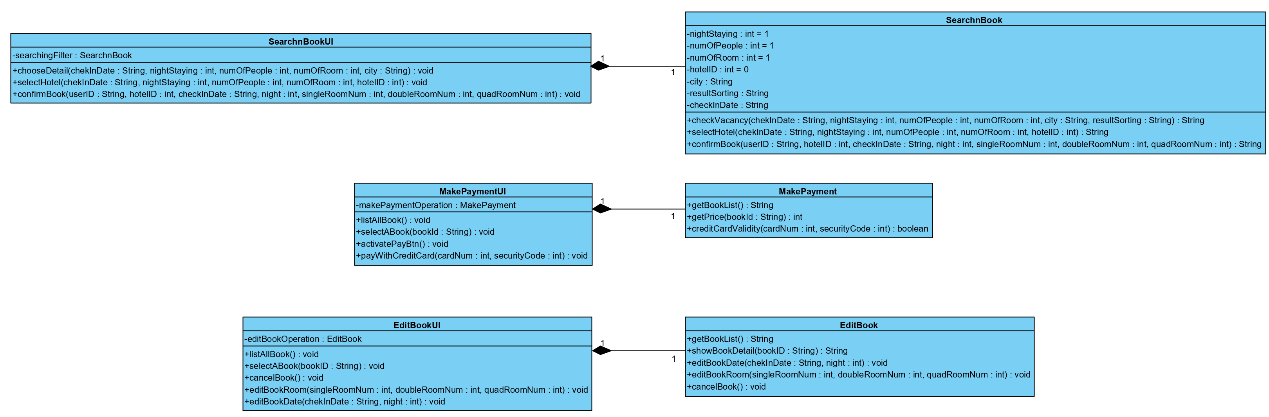 SearchnBookUI
-searchingFilter : SearchnBook
+chooseDetail(chekInDate : String, nightStaying : int, numOfPeople : int, numOfRoom : int, city : String) : void
+selectHotel(chekInDate : String, nightStaying : int, numOfPeople : int, numOfRoom : int, hotelID : int) : void
+confirmBook(userID : String, hotelID : int, checkInDate : String, night : int, singleRoomNum : int, doubleRoomNum : int, quadRoomNum : int) : void
1
1
SearchnBook
-nightStaying : int = 1
-numOfPeople : int = 1
-numOfRoom : int = 1
-hotelID : int = 0
-city : String
-resultSorting : String
-checkInDate : String
+checkVacancy(chekInDate : String, nightStaying : int, numOfPeople : int, numOfRoom : int, city : String, resultSorting : String) : String
+selectHotel(chekInDate : String, nightStaying : int, numOfPeople : int, numOfRoom : int, hotelID : int) : String
+confirmBook(userID : String, hotelID : int, checkInDate : String, night : int, singleRoomNum : int, doubleRoomNum : int, quadRoomNum : int) : String
MakePaymentUI
-makePaymentOperation : MakePayment
+listAllBook() : void
+selectABook(bookId : String) : void
+activatePayBtn() : void
+payWithCreditCard(cardNum : int, securityCode : int) : void
1
1
MakePayment
+getBookList() : String
+getPrice(bookId : String) : int
+creditCardValidity(cardNum : int, securityCode : int) : boolean
EditBookUI
-editBookOperation : EditBook
+listAllBook() : void
+selectABook(bookID : String) : void
+cancelBook() : void
+editBookRoom(singleRoomNum : int, doubleRoomNum : int, quadRoomNum : int) : void
+editBookDate(chekInDate : String, night : int) : void
1
1
EditBook
+getBookList() : String
+showBookDetail(bookID : String) : String
+editBookDate(chekInDate : String, night : int) : void
+editBookRoom(singleRoomNum : int, doubleRoomNum : int, quadRoomNum : int) : void
+cancelBook() : void